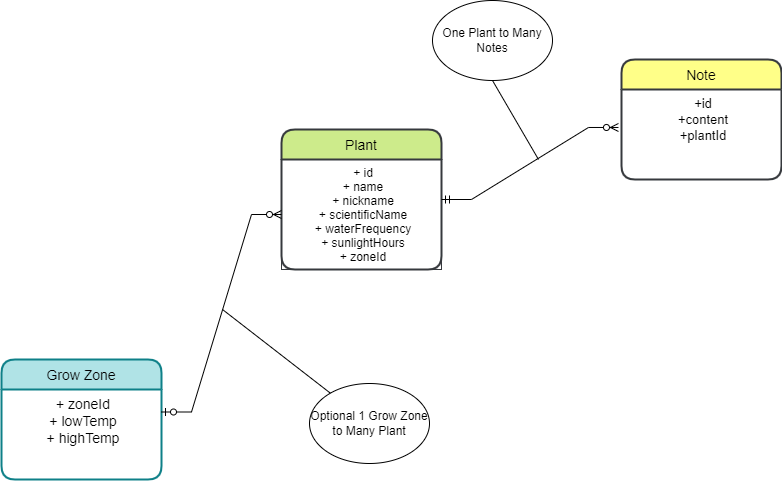 One Plant to Many
Notes
Note
+id
+content
+plantId
Plant
+ id
+ name
+ nickname
+ scientificName
+ waterFrequency
+ sunlightHours
+ zoneId
Grow Zone
+ zoneId
+ lowTemp
+ highTemp
Optional 1 Grow Zone
to Many Plant